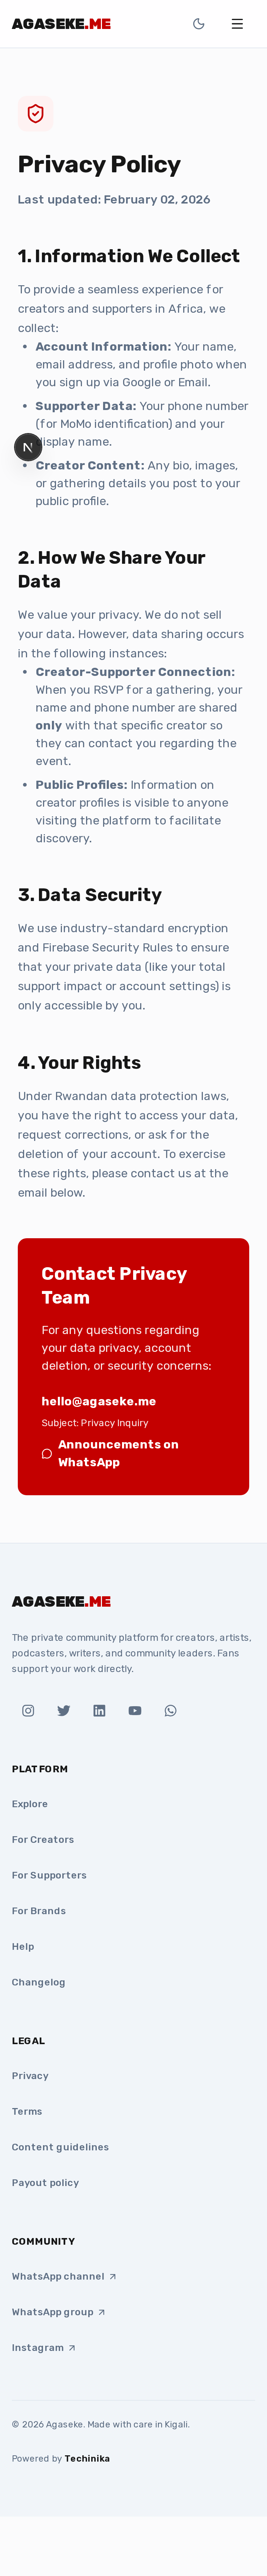 AGASEKE.ME
Privacy Policy
Last updated: February 02, 2026
1. Information We Collect
To provide a seamless experience for
creators and supporters in Africa, we
collect:
• Account Information: Your name,
email address, and profile photo when
you sign up via Google or Email.
• Supporter Data: Your phone number
(for MoMo identification) and your
display name.
N
• Creator Content: Any bio, images,
or gathering details you post to your
public profile.
2. How We Share Your
Data
We value your privacy. We do not sell
your data. However, data sharing occurs
in the following instances:
• Creator-Supporter Connection:
When you RSVP for a gathering, your
name and phone number are shared
only with that specific creator so
they can contact you regarding the
event.
• Public Profiles: Information on
creator profiles is visible to anyone
visiting the platform to facilitate
discovery.
3. Data Security
We use industry-standard encryption
and Firebase Security Rules to ensure
that your private data (like your total
support impact or account settings) is
only accessible by you.
4. Your Rights
Under Rwandan data protection laws,
you have the right to access your data,
request corrections, or ask for the
deletion of your account. To exercise
these rights, please contact us at the
email below.
Contact Privacy
Team
For any questions regarding
your data privacy, account
deletion, or security concerns:
hello@agaseke.me
Subject: Privacy Inquiry
Announcements on
WhatsApp
AGASEKE.ME
The private community platform for creators, artists,
podcasters, writers, and community leaders. Fans
support your work directly.
PLATFORM
Explore
For Creators
For Supporters
For Brands
Help
Changelog
LEGAL
Privacy
Terms
Content guidelines
Payout policy
COMMUNITY
WhatsApp channel
WhatsApp group
Instagram
© 2026 Agaseke. Made with care in Kigali.
Powered by Techinika